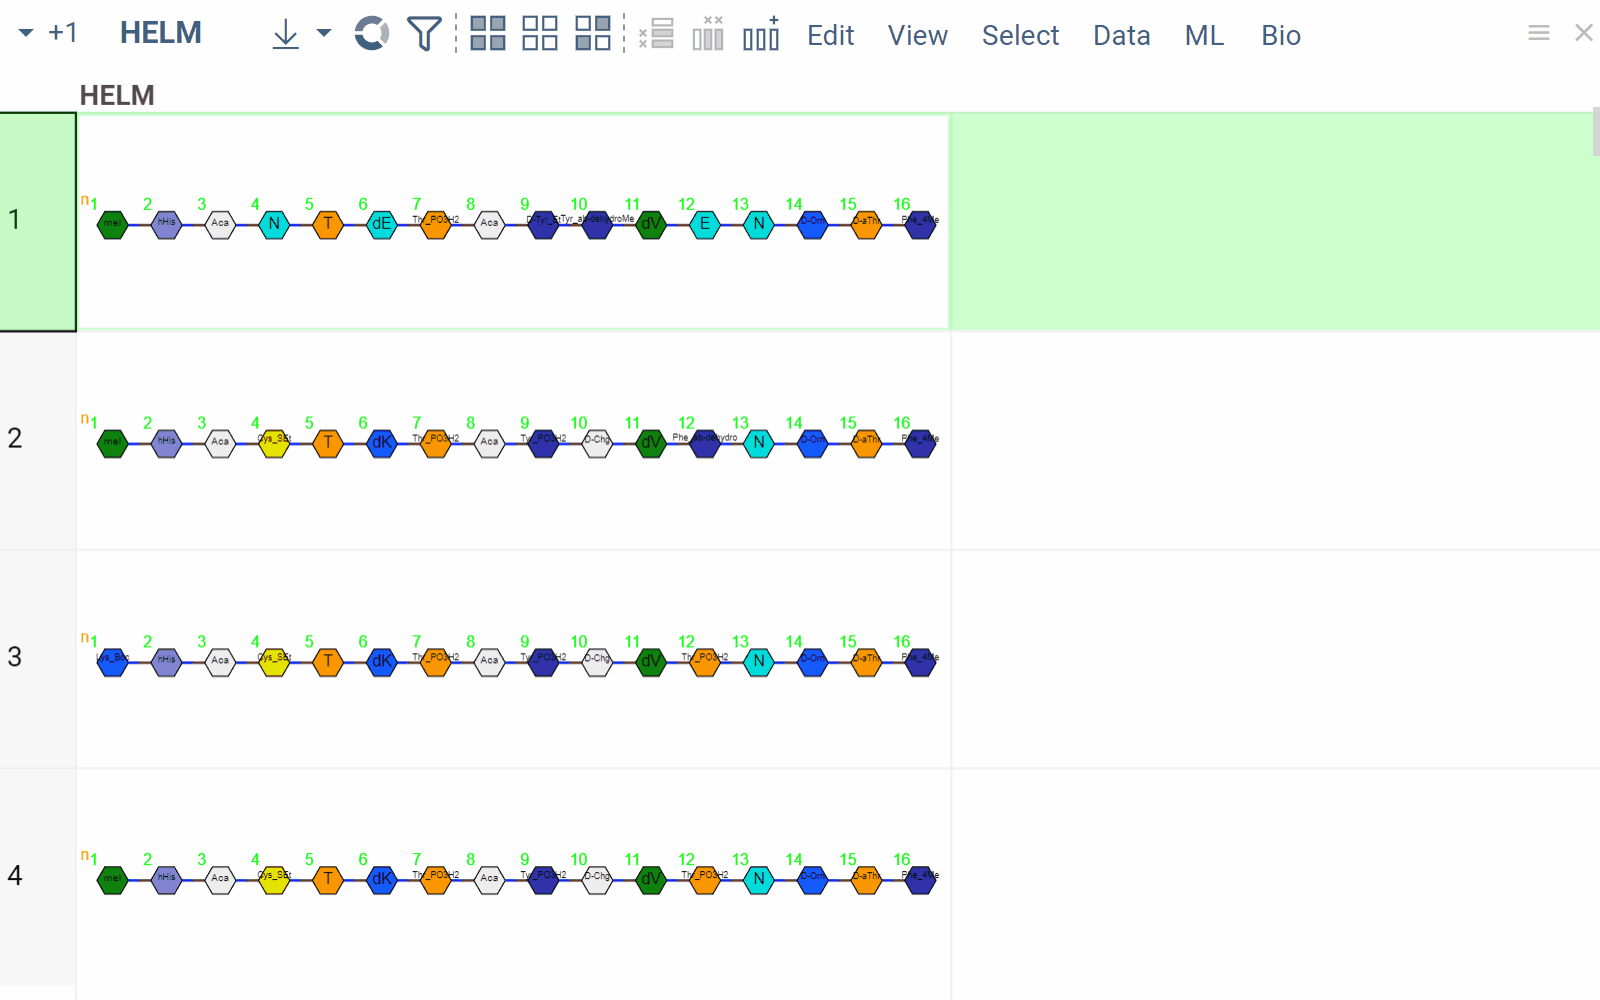 +1 HELM Edit View Select Data ML Bio
HELM
n 1 2 3 4 5 6 7 8 9 10 11 12 13 14 15 16
1 meI hHis Aca N T dE Thr_PO3H2 Aca D-Tyr_Et Tyr_ab-dehydroMe dV E N D-Orn D-aThr Phe_4Me
n 1 2 3 4 5 6 7 8 9 10 11 12 13 14 15 16
2 meI hHis Aca Cys_SEt T dK Thr_PO3H2 Aca Tyr_PO3H2 D-Chg dV Phe_ab-dehydro N D-Orn D-aThr Phe_4Me
n 1 2 3 4 5 6 7 8 9 10 11 12 13 14 15 16
3 Lys_Boc hHis Aca Cys_SEt T dK Thr_PO3H2 Aca Tyr_PO3H2 D-Chg dV Thr_PO3H2 N D-Orn D-aThr Phe_4Me
n 1 2 3 4 5 6 7 8 9 10 11 12 13 14 15 16
4 meI hHis Aca Cys_SEt T dK Thr_PO3H2 Aca Tyr_PO3H2 D-Chg dV Thr_PO3H2 N D-Orn D-aThr Phe_4Me